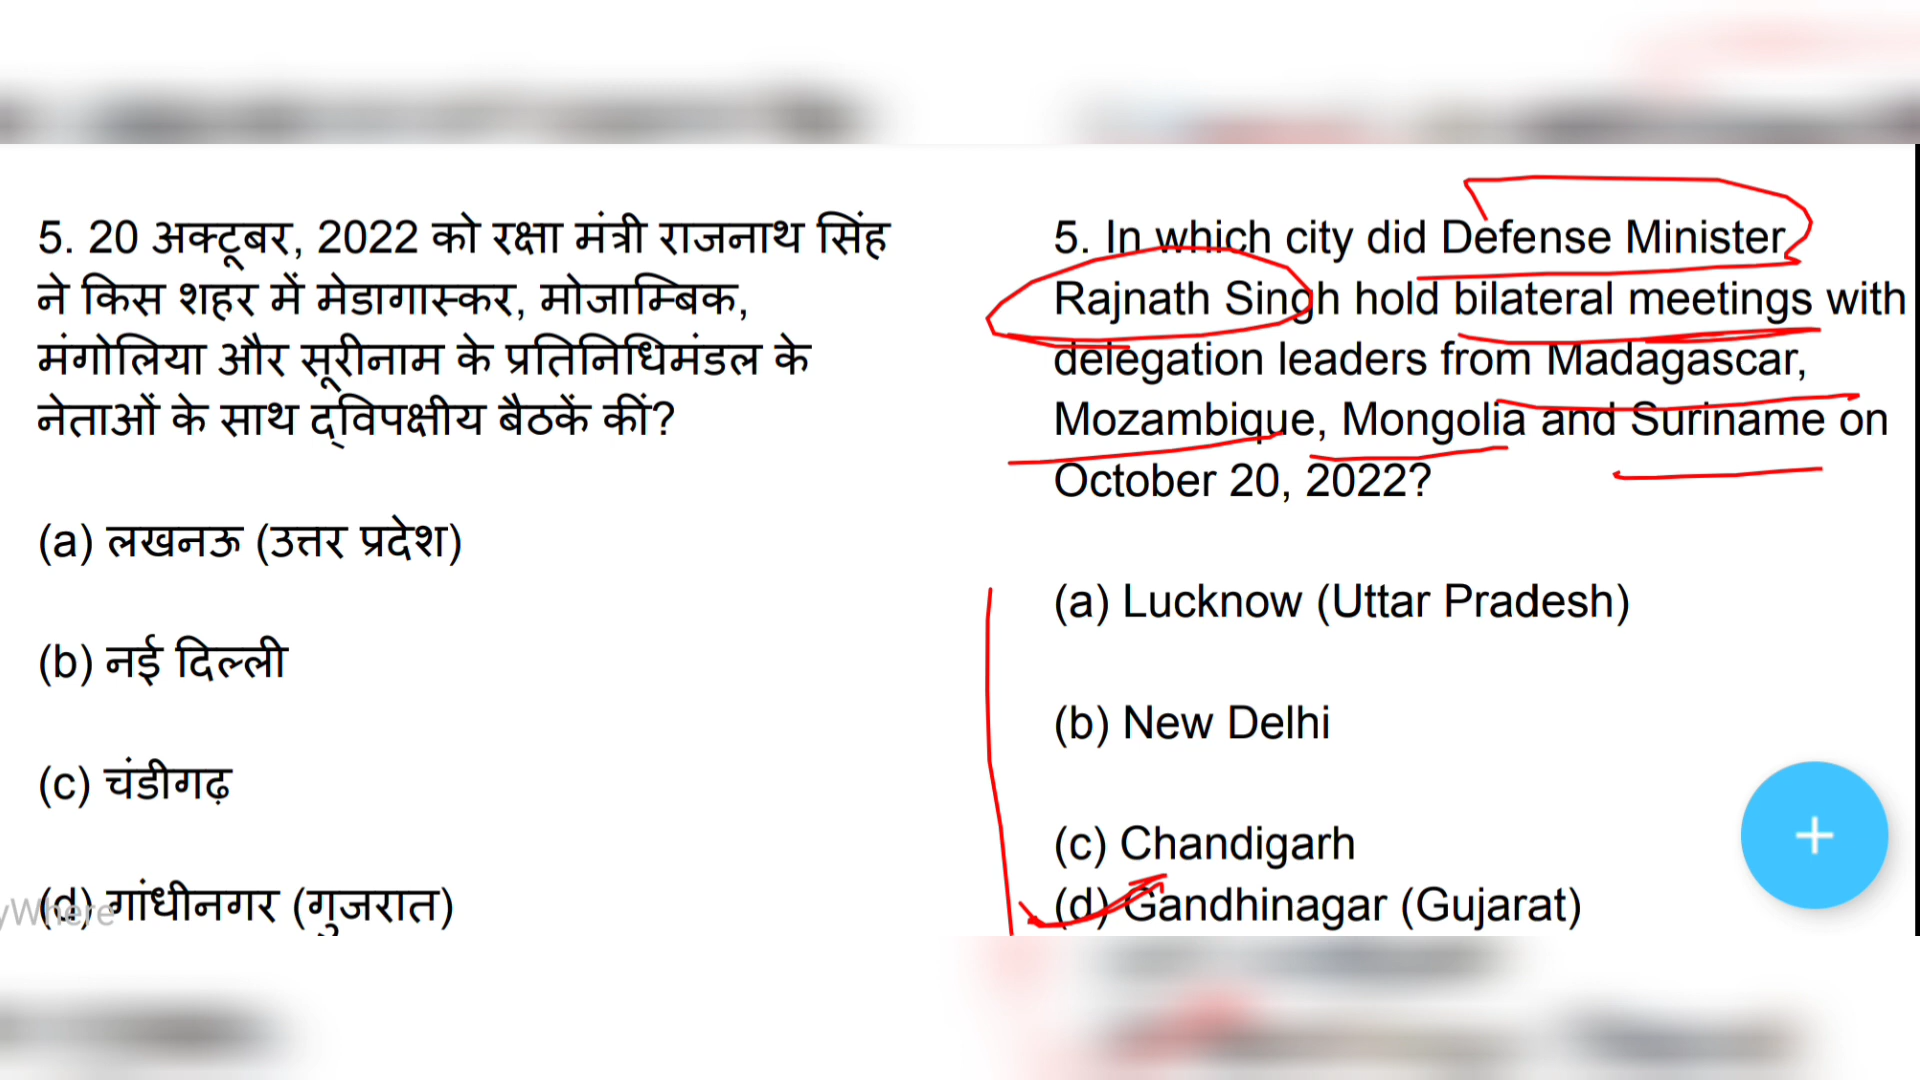 5. 20 अक्टूबर, 2022 को रक्षा मंत्री राजनाथ सिंह
ने किस शहर में मेडागास्कर, मोजाम्बिक,
मंगोलिया और सूरीनाम के प्रतिनिधिमंडल के
नेताओं के साथ द्विपक्षीय बैठकें कीं?
(a) लखनऊ (उत्तर प्रदेश)
(b) नई दिल्ली
(c) चंडीगढ़
(d) गांधीनगर (गुजरात)
5. In which city did Defense Minister
Rajnath Singh hold bilateral meetings with
delegation leaders from Madagascar,
Mozambique, Mongolia and Suriname on
October 20, 2022?
(a) Lucknow (Uttar Pradesh)
(b) New Delhi
(c) Chandigarh
(d) Gandhinagar (Gujarat)